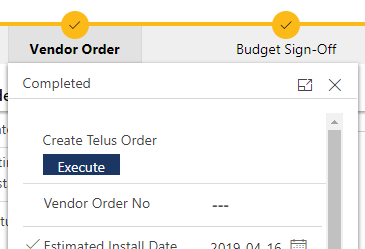 Vendor Order
Budget Sign-Off
Completed
Create Telus Order
Execute
Vendor Order No
---
Estimated Install Date
2019-04-16